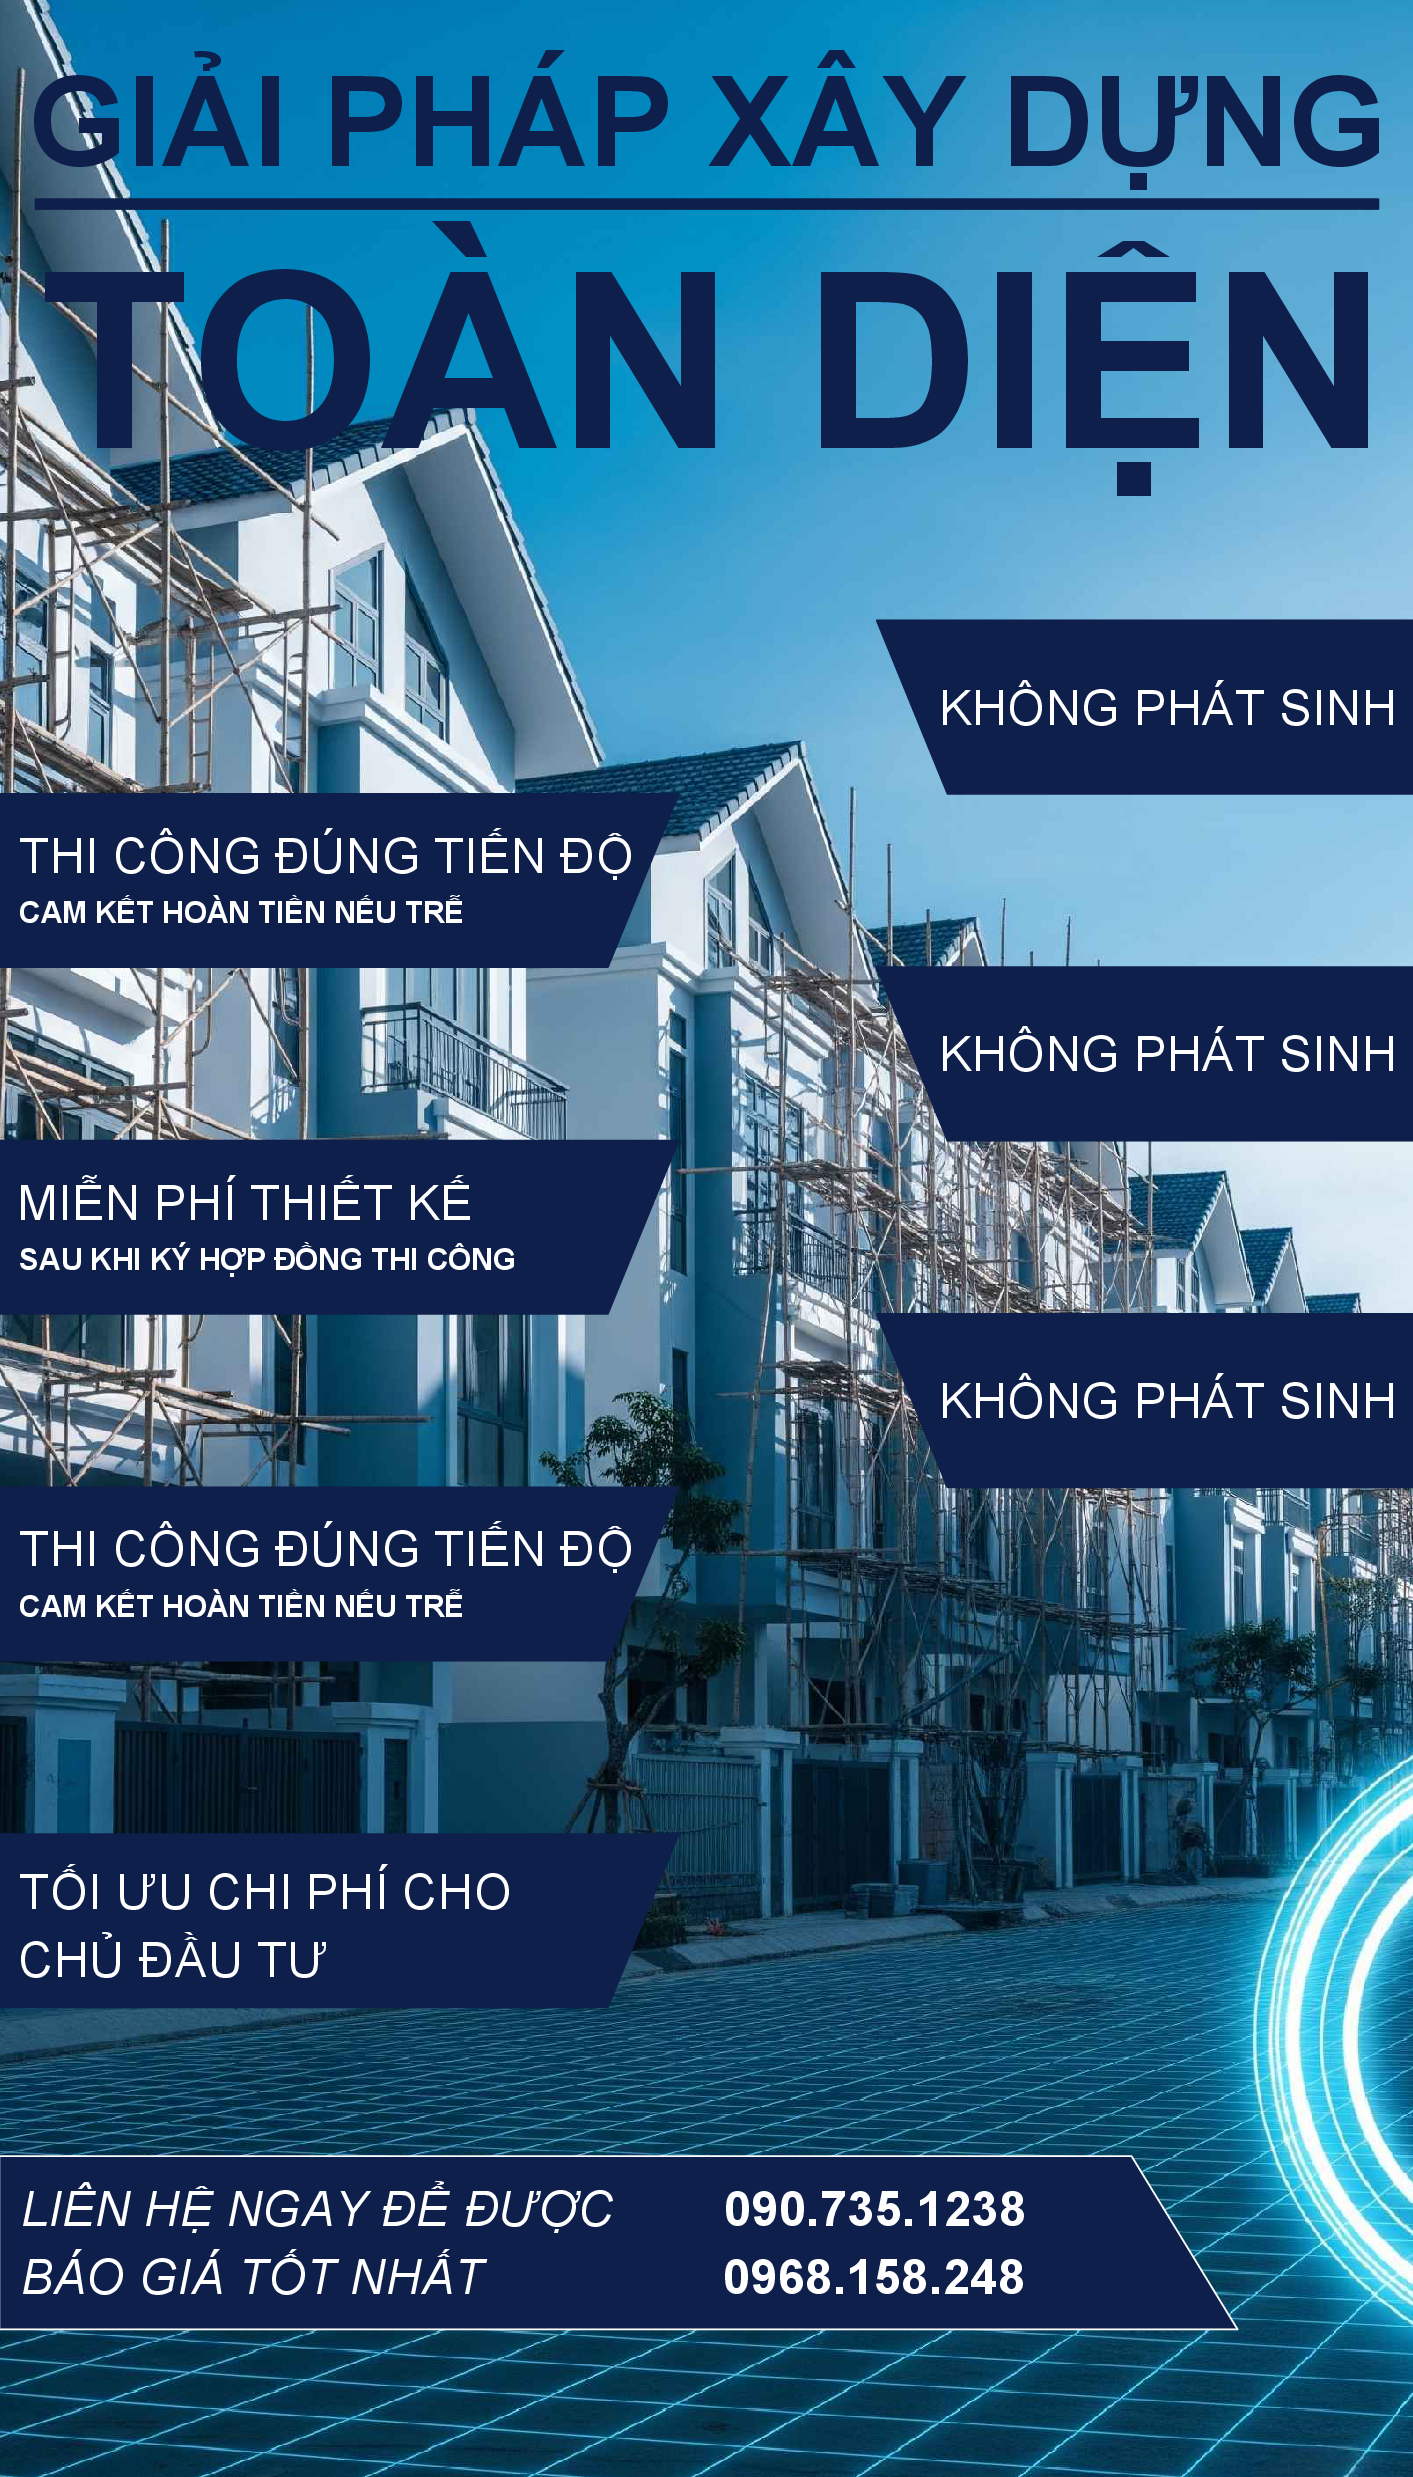 GIẢI PHÁP XÂY DỰNG
TOÀN DIỆN
KHÔNG PHÁT SINH
THI CÔNG ĐÚNG TIẾN ĐỘ
CAM KẾT HOÀN TIỀN NẾU TRỄ
KHÔNG PHÁT SINH
MIỄN PHÍ THIẾT KẾ
SAU KHI KÝ HỢP ĐỒNG THI CÔNG
KHÔNG PHÁT SINH
THI CÔNG ĐÚNG TIẾN ĐỘ
CAM KẾT HOÀN TIỀN NẾU TRỄ
TỐI ƯU CHI PHÍ CHO
CHỦ ĐẦU TƯ
LIÊN HỆ NGAY ĐỂ ĐƯỢC
BÁO GIÁ TỐT NHẤT
090.735.1238
0968.158.248